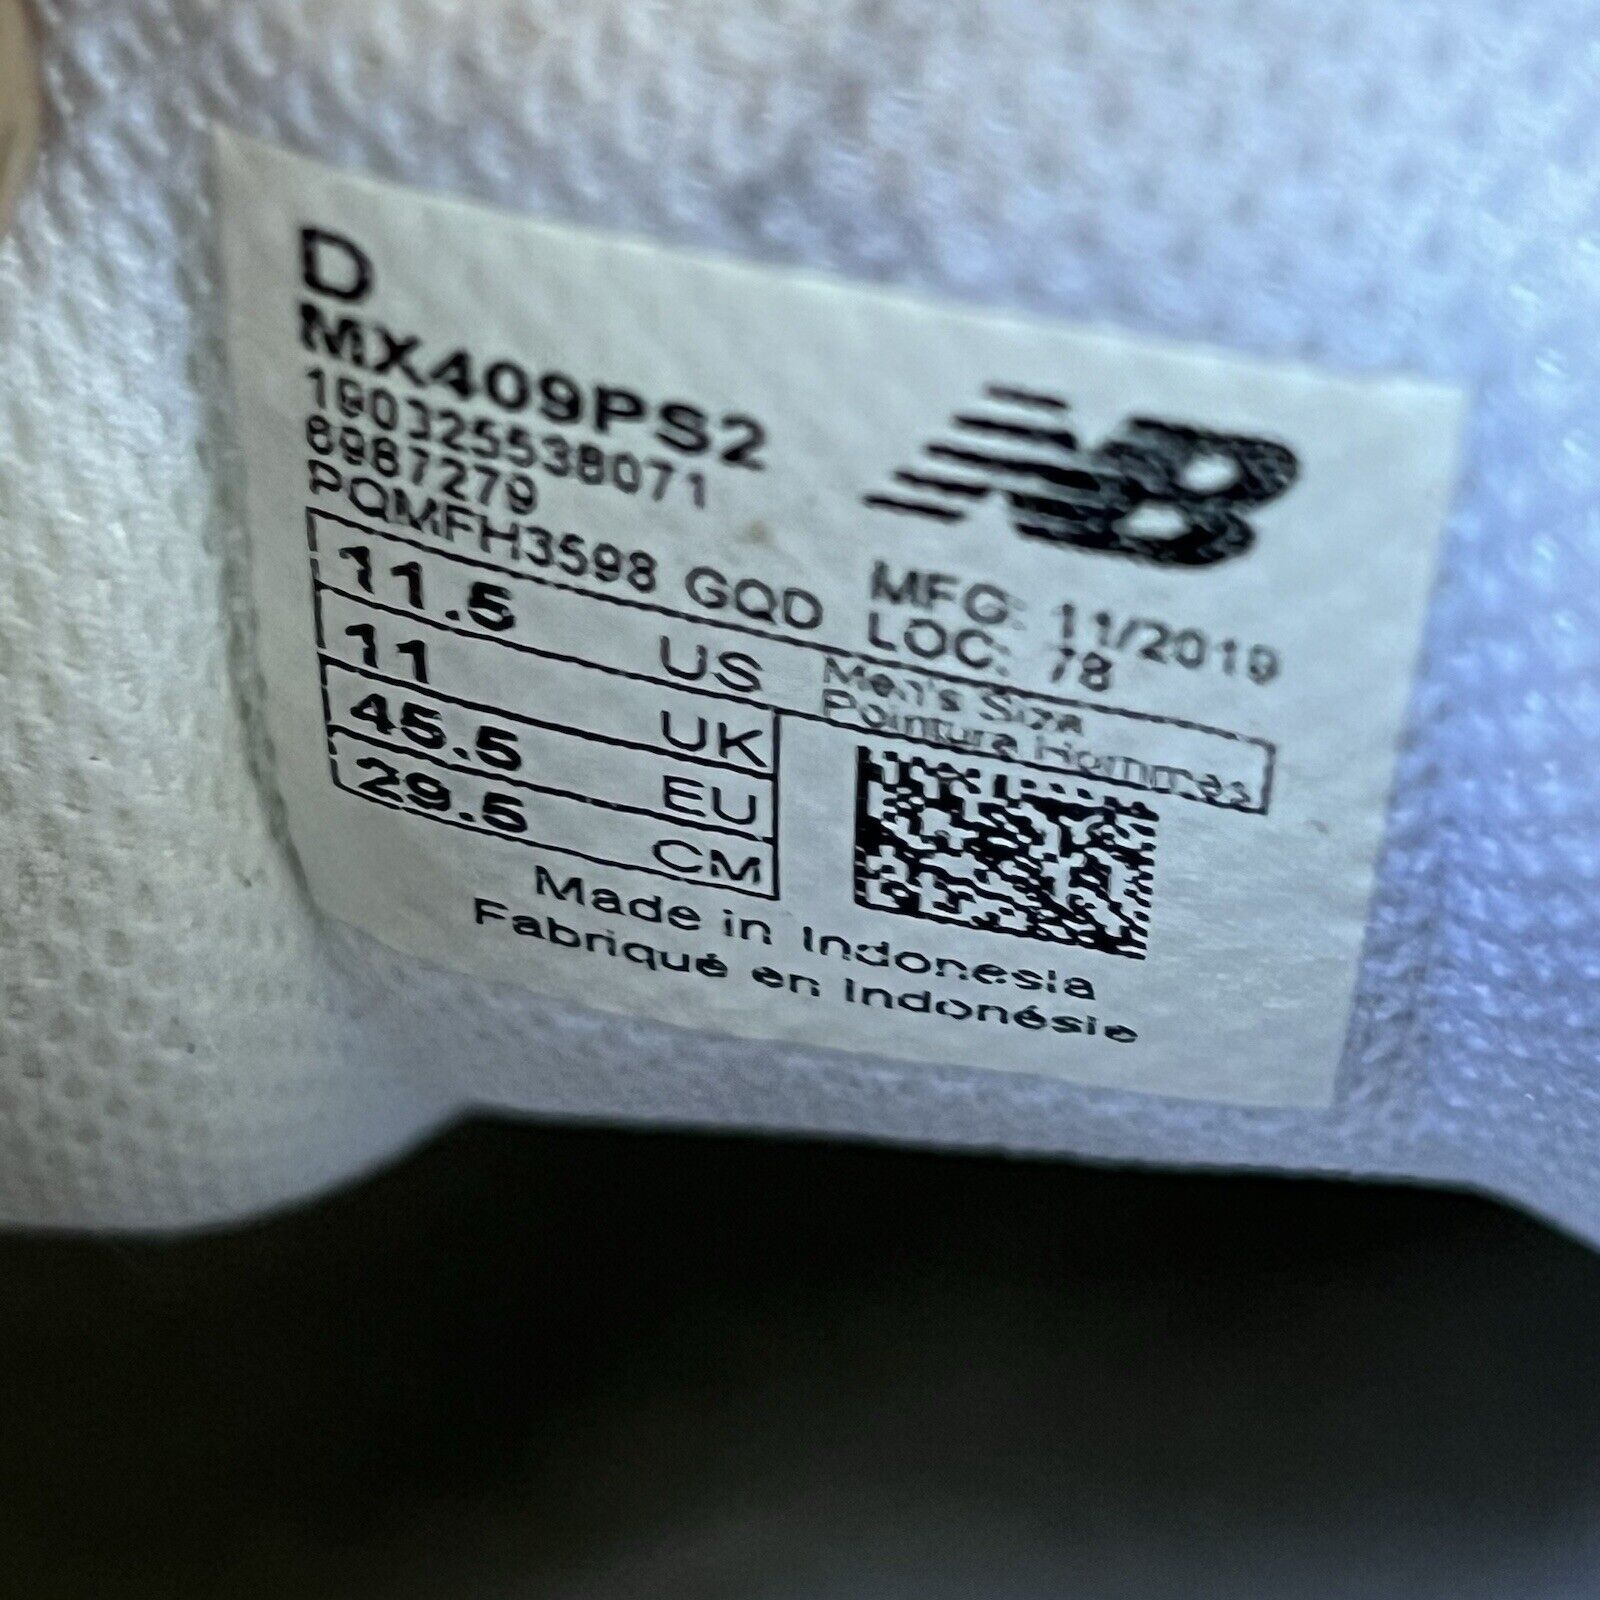 D
MX409PS2
190325538071
8987279
PQMFH3598 GQD
NB
MFG: 11/2019
LOC: 78
11.5 US
Men's Size
Pointure Hommes
11 UK
45.5 EU
29.5 CM
Made in Indonesia
Fabriqué en Indonésie